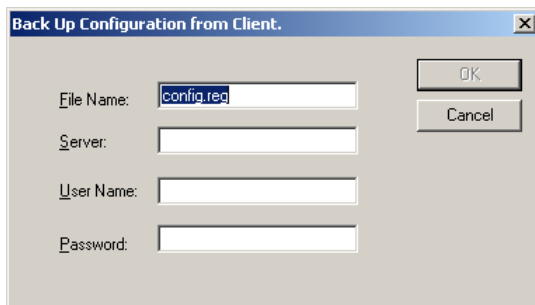 Back Up Configuration from Client.
OK
File Name: config.reg
Cancel
Server:
User Name:
Password: